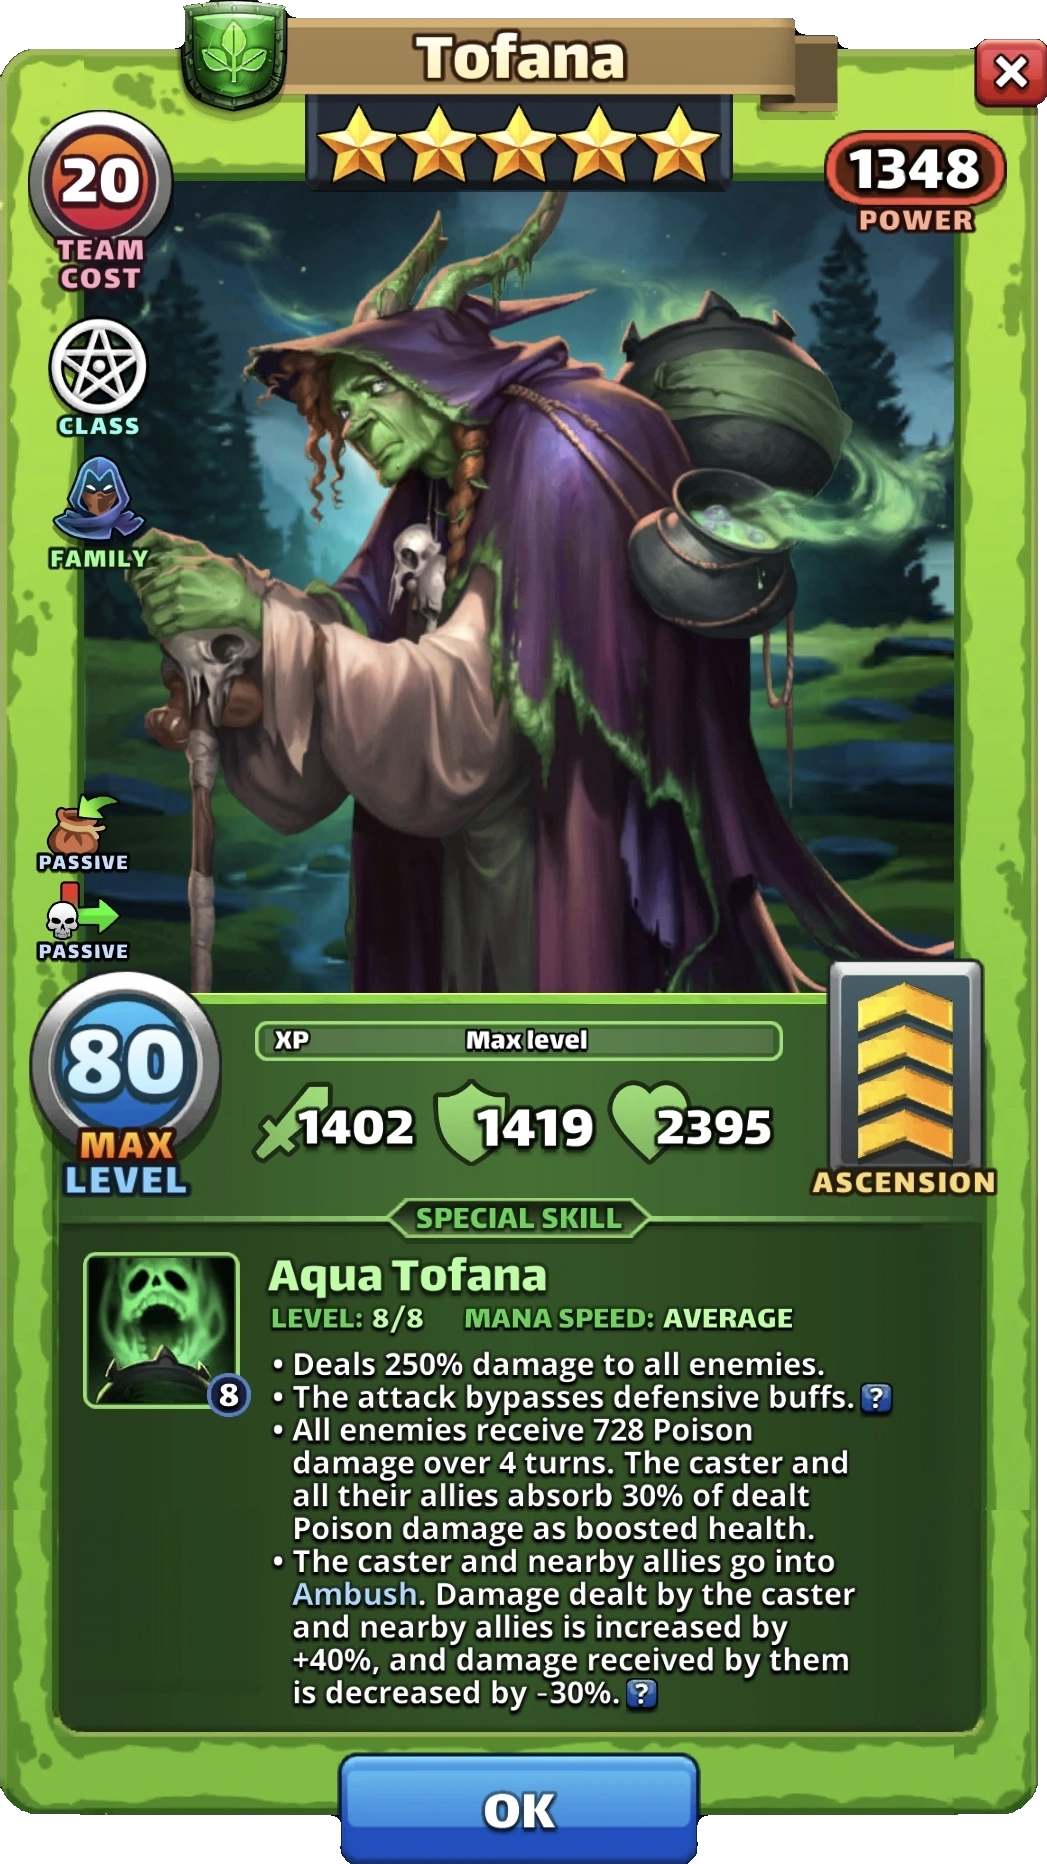 Tofana
20
TEAM
COST
1348
POWER
CLASS
FAMILY
PASSIVE
PASSIVE
80
MAX
LEVEL
XP Max level
1402 1419 2395
ASCENSION
SPECIAL SKILL
Aqua Tofana
LEVEL: 8/8 MANA SPEED: AVERAGE
8
• Deals 250% damage to all enemies.
• The attack bypasses defensive buffs. ?
• All enemies receive 728 Poison
damage over 4 turns. The caster and
all their allies absorb 30% of dealt
Poison damage as boosted health.
• The caster and nearby allies go into
Ambush. Damage dealt by the caster
and nearby allies is increased by
+40%, and damage received by them
is decreased by -30%. ?
OK